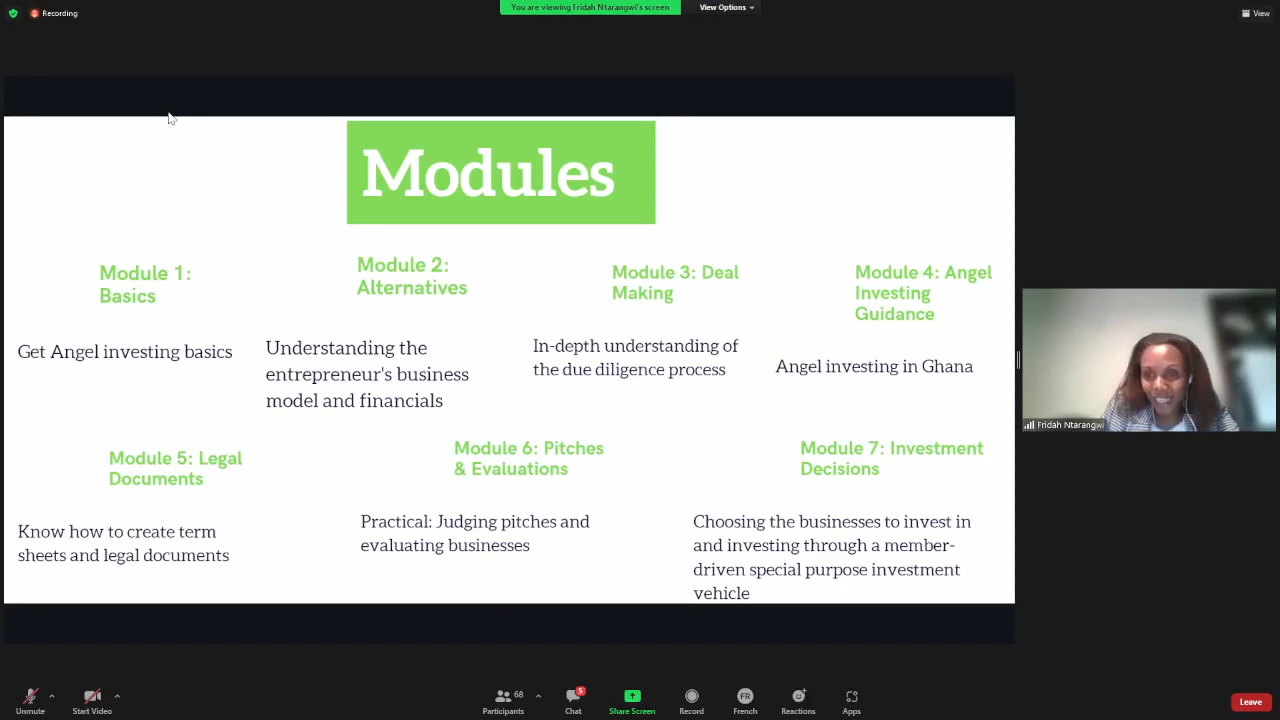 Recording
You are viewing Fridah Ntarangwi's screen
View Options
View
Modules
Module 1:
Basics
Get Angel investing basics
Module 2:
Alternatives
Understanding the
entrepreneur's business
model and financials
Module 3: Deal
Making
In-depth understanding of
the due diligence process
Module 4: Angel
Investing
Guidance
Angel investing in Ghana
Module 5: Legal
Documents
Know how to create term
sheets and legal documents
Module 6: Pitches
& Evaluations
Practical: Judging pitches and
evaluating businesses
Module 7: Investment
Decisions
Choosing the businesses to invest in
and investing through a member-
driven special purpose investment
vehicle
Fridah Ntarangwi
Unmute
Start Video
68
Participants
5
Chat
Share Screen
Record
FR
French
Reactions
Apps
Leave